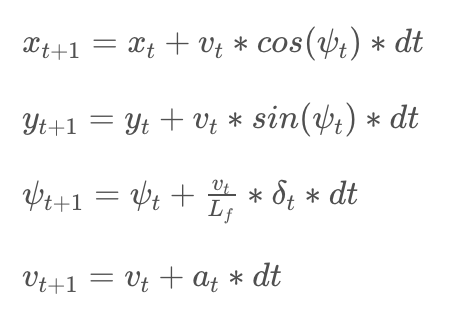 x_{t+1} = x_t + v_t * cos(ψ_t) * dt
y_{t+1} = y_t + v_t * sin(ψ_t) * dt
ψ_{t+1} = ψ_t + \frac{v_t}{L_f} * δ_t * dt
v_{t+1} = v_t + a_t * dt